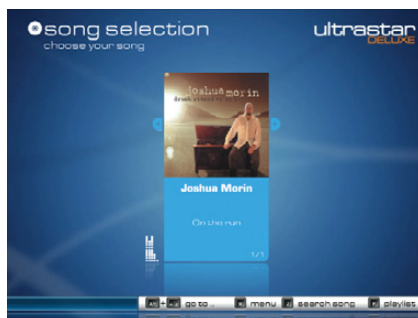 song selection
choose your song
ultrastar
DELUXE
joshua morin
Joshua Morin
On the run
1/1
+ go to .. menu search song playlist